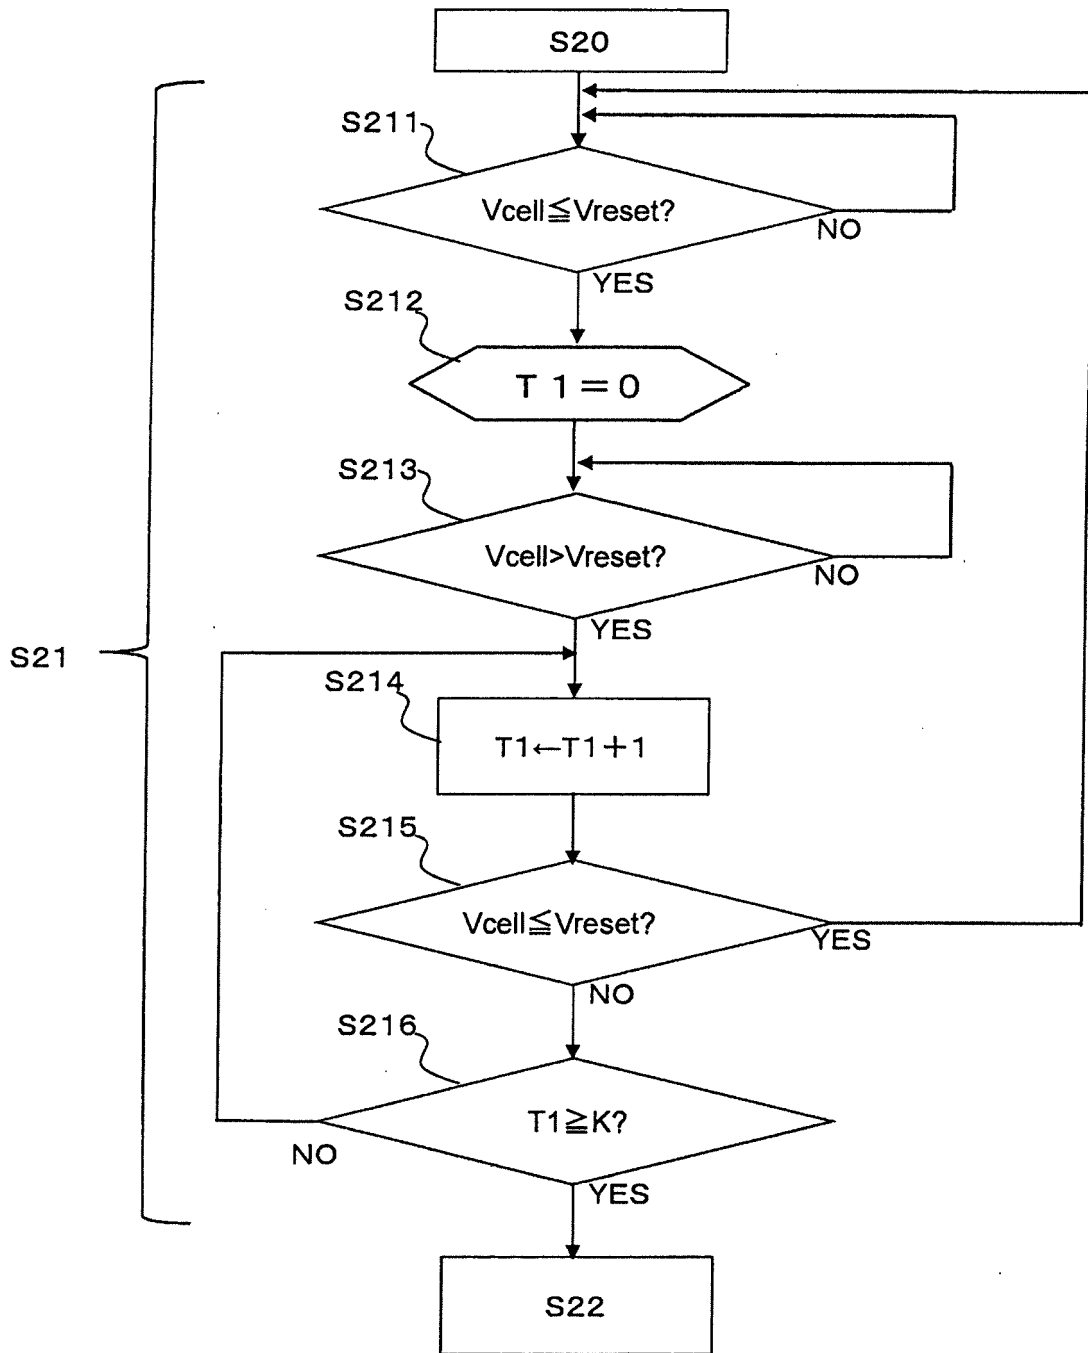 S20
S211
Vcell≦Vreset?
NO
YES
S212
T 1 = 0
S213
Vcell>Vreset?
NO
YES
S21
S214
T1←T1+1
S215
Vcell≦Vreset?
YES
NO
S216
T1≧K?
NO
YES
S22